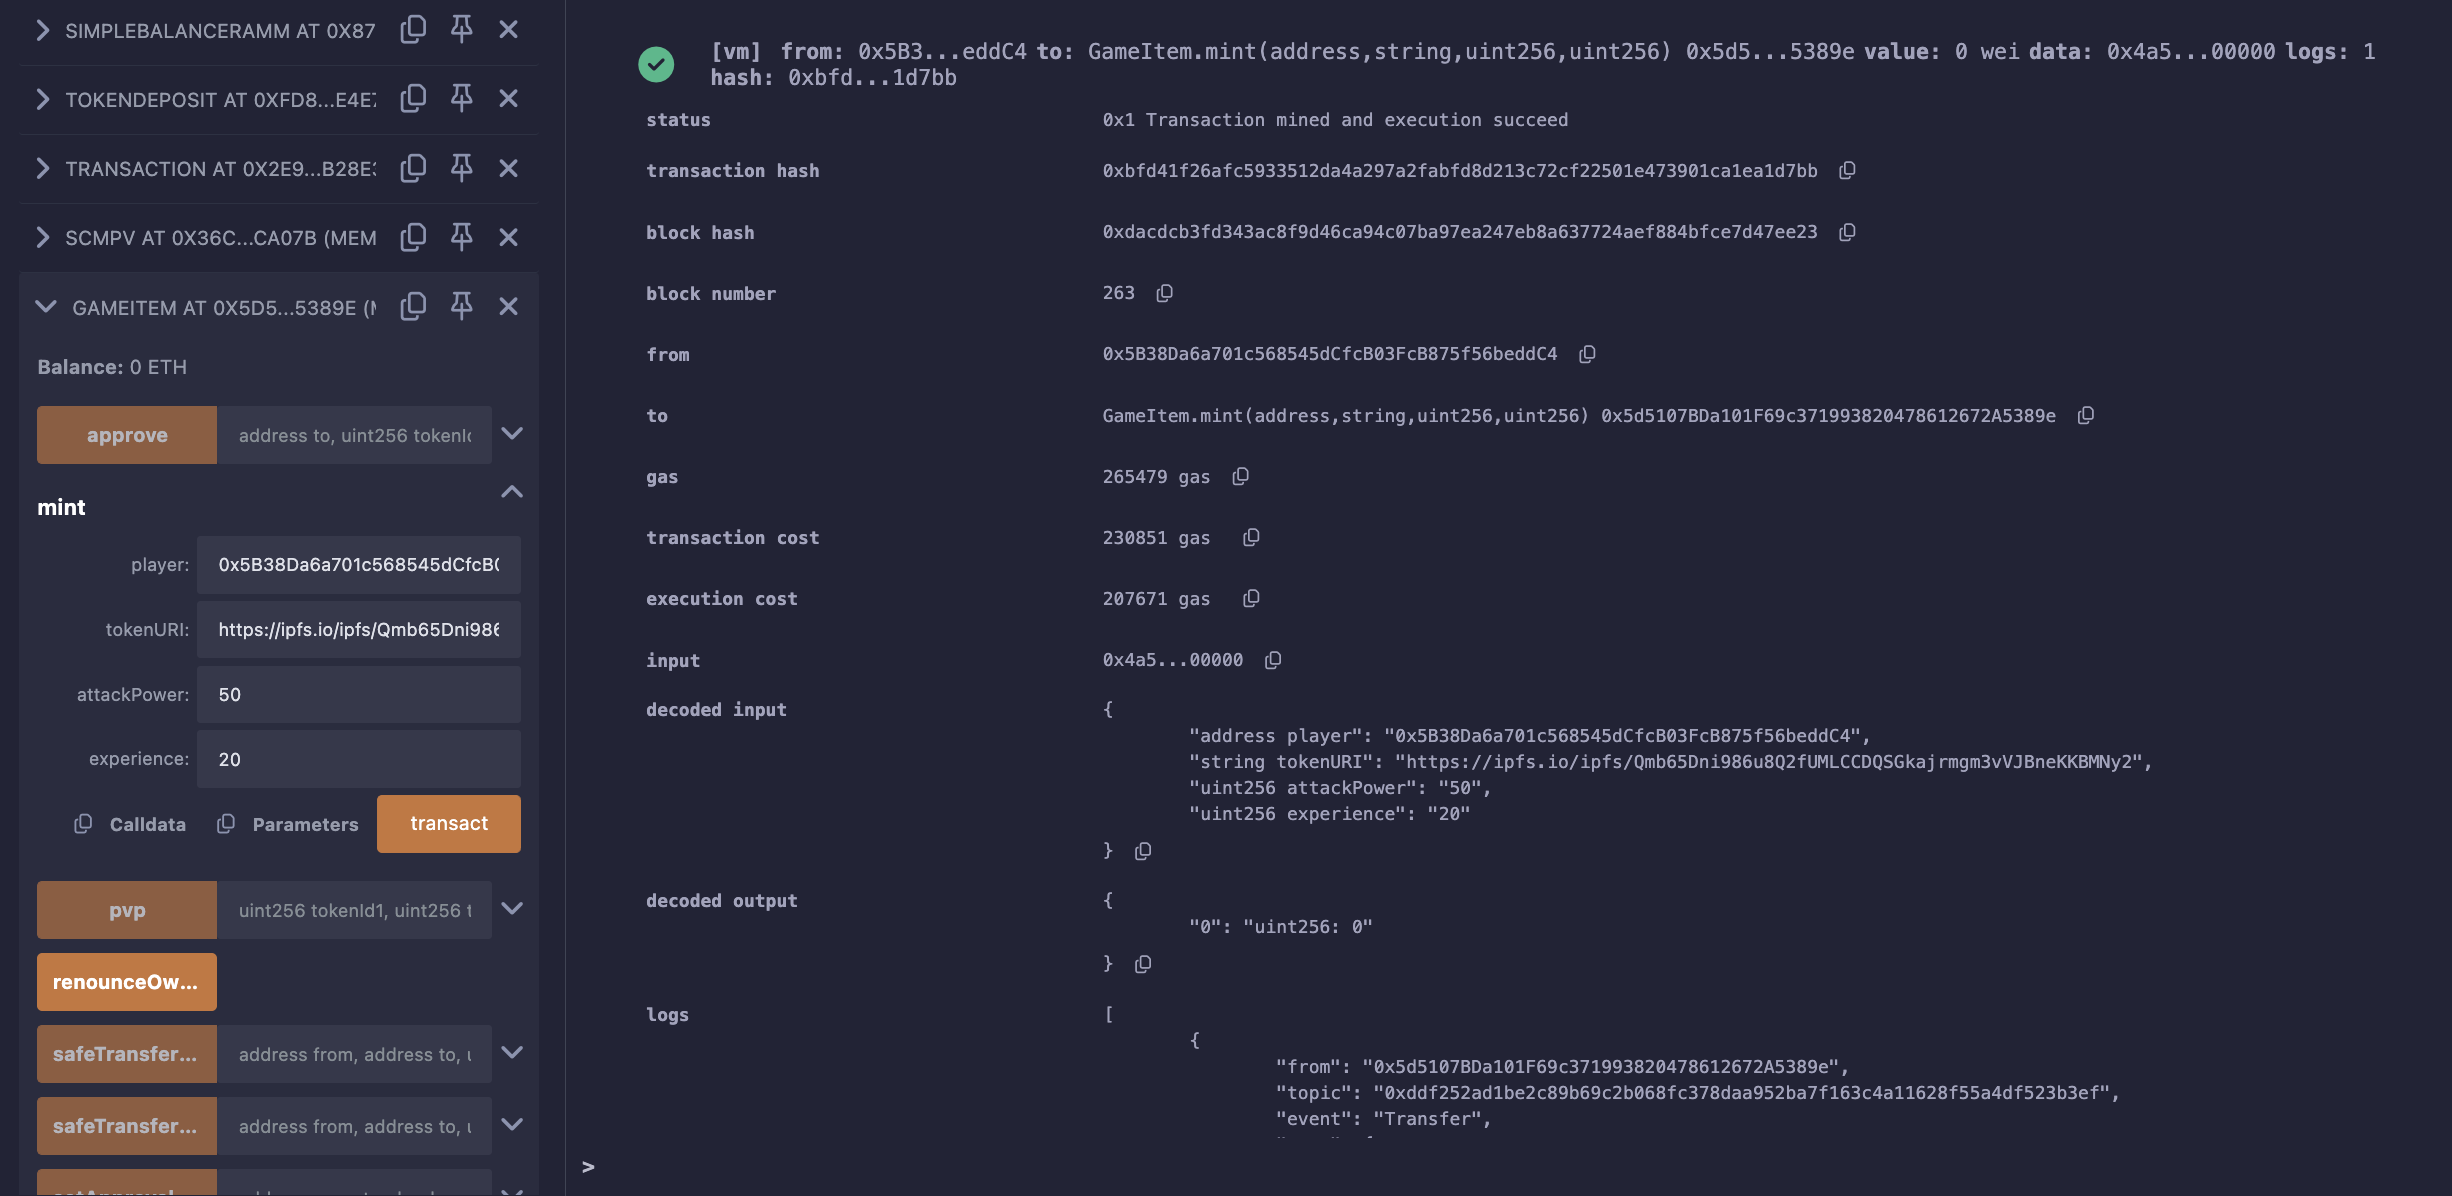 SIMPLEBALANCERAMM AT 0X87
TOKENDEPOSIT AT 0XFD8...E4E7
TRANSACTION AT 0X2E9...B28E3
SCMPV AT 0X36C...CA07B (MEM
GAMEITEM AT 0X5D5...5389E (M
Balance: 0 ETH
approve address to, uint256 tokenId
mint
player: 0x5B38Da6a701c568545dCfcB0
tokenURI: https://ipfs.io/ipfs/Qmb65Dni986
attackPower: 50
experience: 20
Calldata Parameters transact
pvp uint256 tokenId1, uint256 t
renounceOw...
safeTransfer... address from, address to, u
safeTransfer... address from, address to, u
[vm] from: 0x5B3...eddC4 to: GameItem.mint(address,string,uint256,uint256) 0x5d5...5389e value: 0 wei data: 0x4a5...00000 logs: 1
hash: 0xbfd...1d7bb
status 0x1 Transaction mined and execution succeed
transaction hash 0xbfd41f26afc5933512da4a297a2fabfd8d213c72cf22501e473901ca1ea1d7bb
block hash 0xdacdcb3fd343ac8f9d46ca94c07ba97ea247eb8a637724aef884bfce7d47ee23
block number 263
from 0x5B38Da6a701c568545dCfcB03FcB875f56beddC4
to GameItem.mint(address,string,uint256,uint256) 0x5d5107BDa101F69c371993820478612672A5389e
gas 265479 gas
transaction cost 230851 gas
execution cost 207671 gas
input 0x4a5...00000
decoded input {
"address player": "0x5B38Da6a701c568545dCfcB03FcB875f56beddC4",
"string tokenURI": "https://ipfs.io/ipfs/Qmb65Dni986u8Q2fUMLCCDQSGkajrmgm3vVJBneKKBMNy2",
"uint256 attackPower": "50",
"uint256 experience": "20"
}
decoded output {
"0": "uint256: 0"
}
logs [
{
"from": "0x5d5107BDa101F69c371993820478612672A5389e",
"topic": "0xddf252ad1be2c89b69c2b068fc378daa952ba7f163c4a11628f55a4df523b3ef",
"event": "Transfer",
>